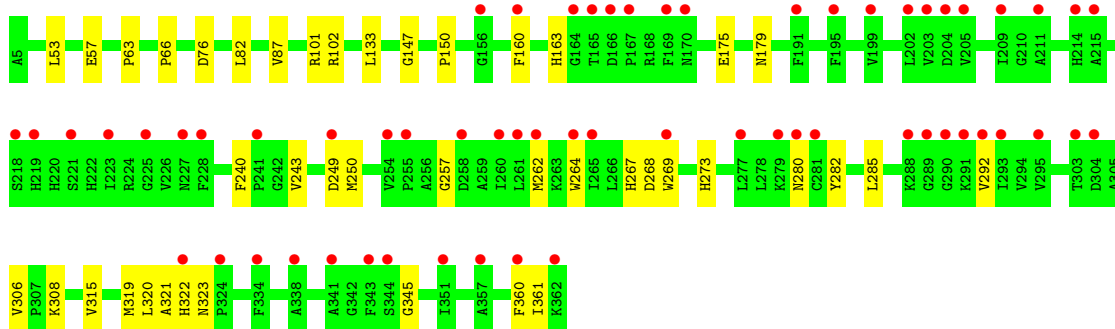 A5 L53 E57 P63 P66 D76 L82 V87 R101 R102 L133 G147 P150 G156 F160 H163 G164 T165 D166 P167 R168 F169 N170 E175 N179 F191 F195 V199 L202 V203 D204 V205 I209 G210 A211 H214 A215
S218 H219 H220 S221 H222 I223 R224 G225 V226 N227 F228 F240 P241 G242 V243 D249 M250 V254 P255 A256 G257 D258 A259 I260 L261 M262 K263 W264 I265 L266 H267 D268 W269 H273 L277 L278 K279 N280 C281 Y282 L285 K288 G289 G290 K291 V292 I293 V294 V295 T303 D304 A305
V306 P307 K308 V315 M319 L320 A321 H322 N323 P324 F334 A338 A341 G342 F343 S344 G345 I351 A357 F360 I361 K362